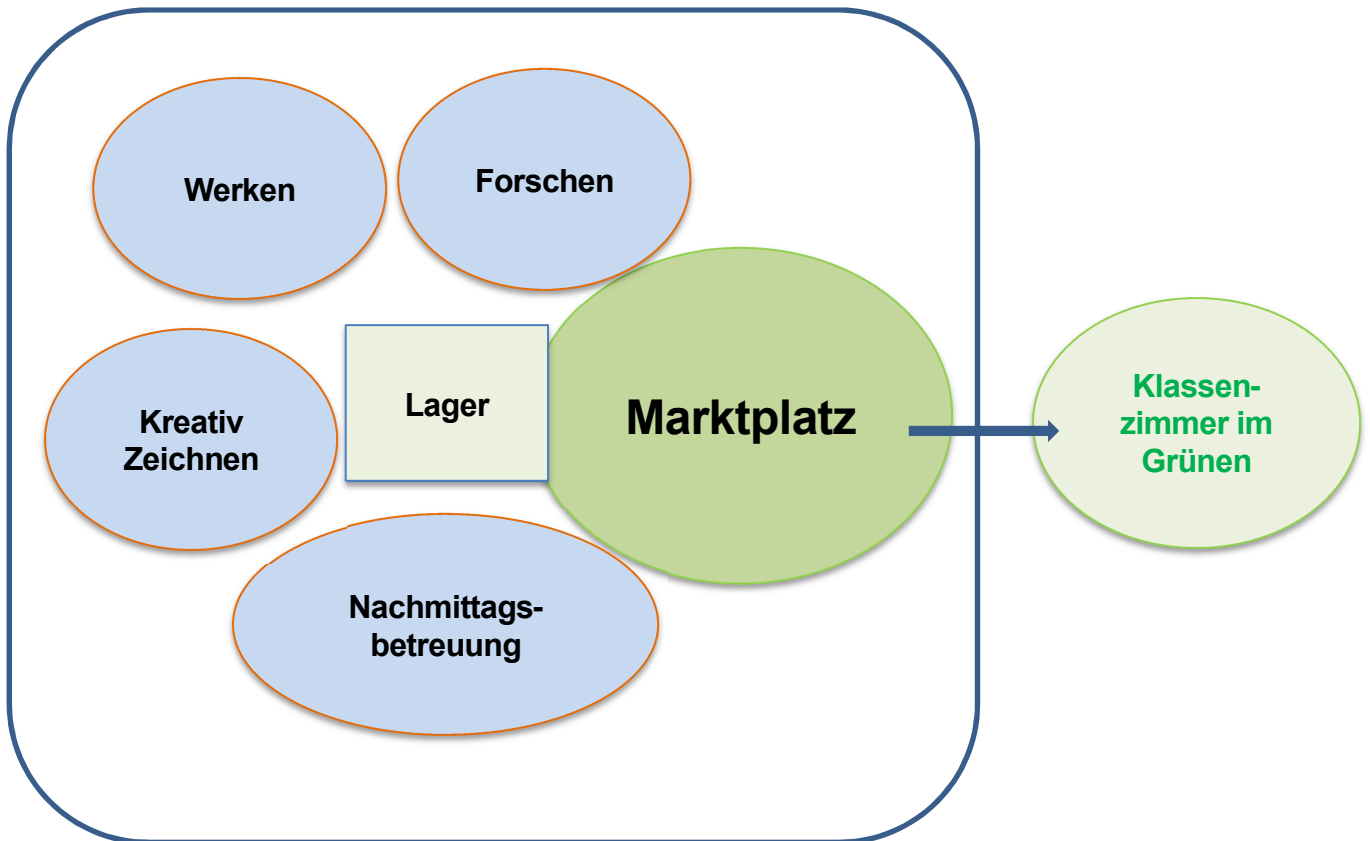 Werken
Forschen
Kreativ
Zeichnen
Lager
Marktplatz
Klassen-
zimmer im
Grünen
Nachmittags-
betreuung